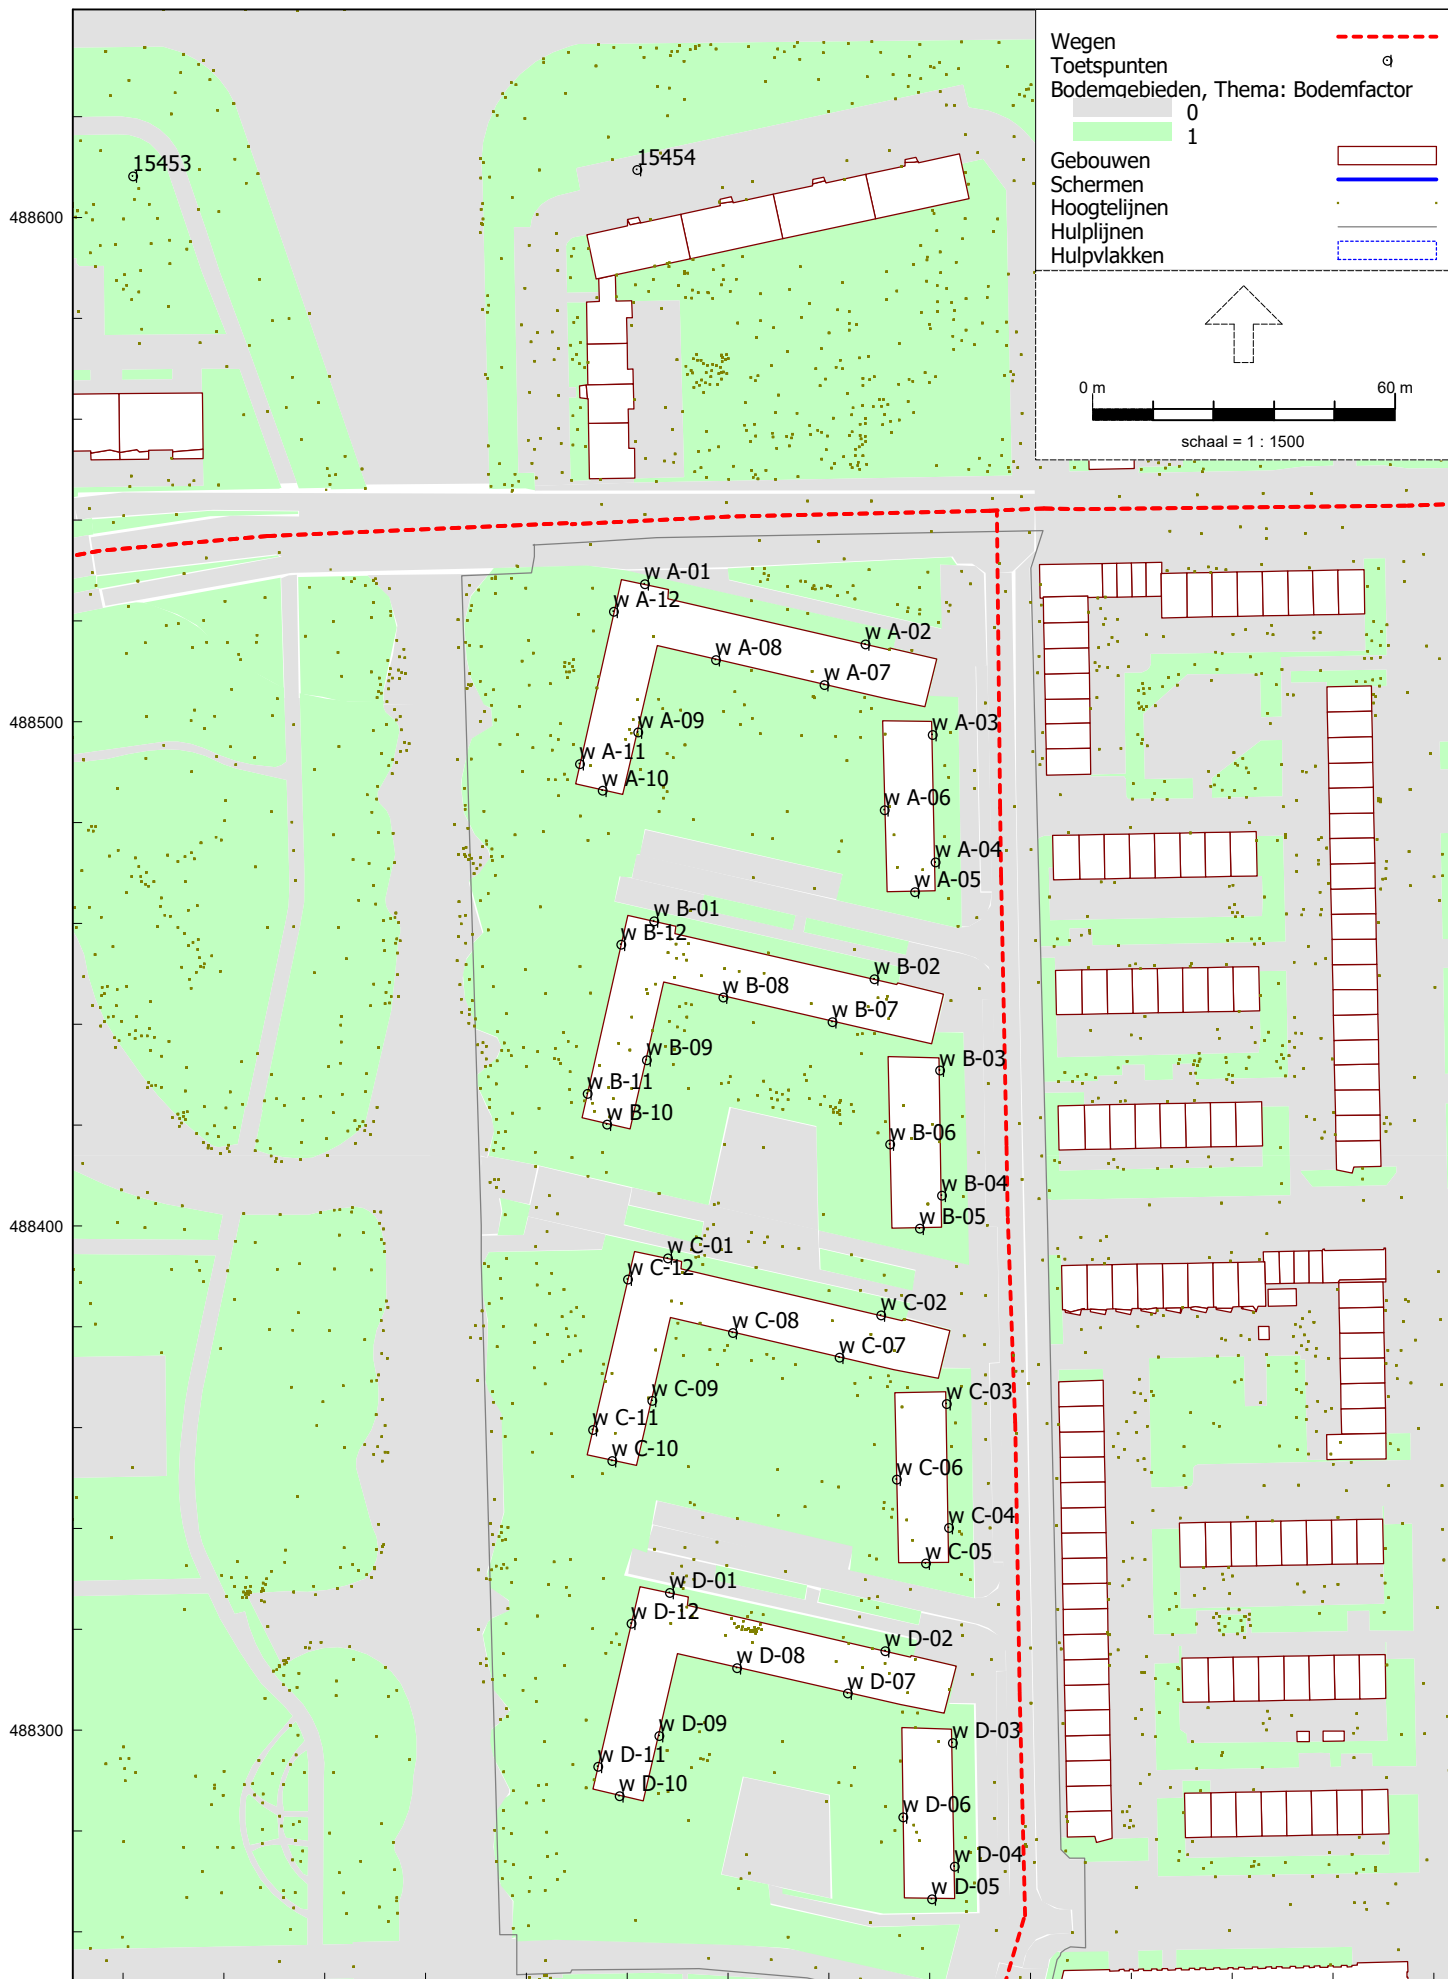 Wegen
Toetspunten
Bodemgebieden, Thema: Bodemfactor
0
1
Gebouwen
Schermen
Hoogtelijnen
Hulplijnen
Hulpvlakken
0 m 60 m
schaal = 1 : 1500
15453
15454
488600
w A-01
w A-12
w A-02
w A-08
w A-07
488500
w A-03
w A-09
w A-11
w A-10
w A-06
w A-04
w A-05
w B-01
w B-12
w B-02
w B-08
w B-07
w B-09
w B-03
w B-11
w B-10
w B-06
w B-04
488400
w B-05
w C-01
w C-12
w C-02
w C-08
w C-07
w C-09
w C-03
w C-11
w C-10
w C-06
w C-04
w C-05
w D-01
w D-12
w D-02
w D-08
w D-07
488300
w D-09
w D-03
w D-11
w D-10
w D-06
w D-04
w D-05